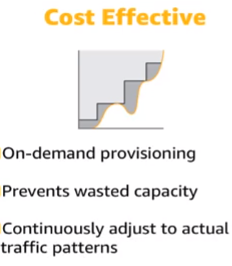 Cost Effective
On-demand provisioning
Prevents wasted capacity
Continuously adjust to actual
traffic patterns